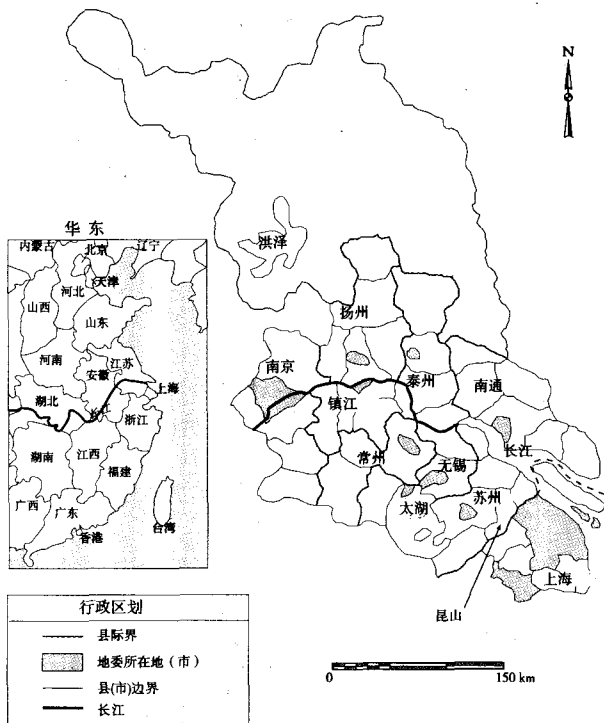 N
华 东
内蒙古
北京
辽宁
天津
河北
山西
山东
河南
江苏
安徽
上海
湖北
长江
浙江
湖南
江西
福建
广西
广东
香港
台湾
洪泽
扬州
南京
泰州
南通
镇江
长江
常州
无锡
苏州
太湖
上海
昆山
行政区划
县际界
地委所在地（市）
县(市)边界
长江
0
150 km